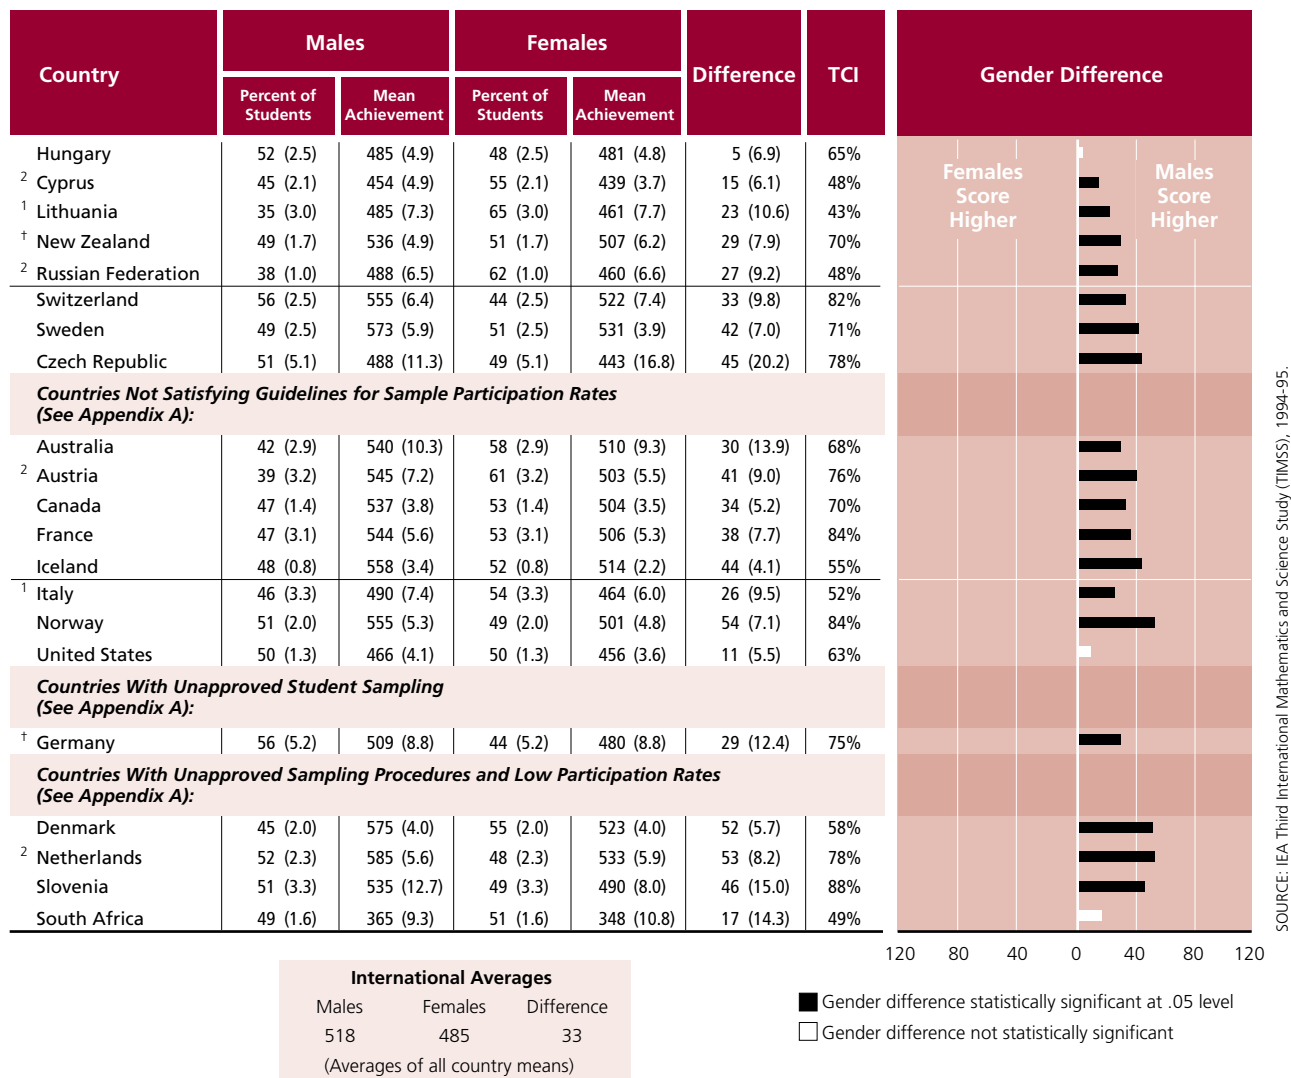 Country Males Females Difference TCI Gender Difference
Percent of Students Mean Achievement Percent of Students Mean Achievement
Hungary 52 (2.5) 485 (4.9) 48 (2.5) 481 (4.8) 5 (6.9) 65%
2 Cyprus 45 (2.1) 454 (4.9) 55 (2.1) 439 (3.7) 15 (6.1) 48%
1 Lithuania 35 (3.0) 485 (7.3) 65 (3.0) 461 (7.7) 23 (10.6) 43%
† New Zealand 49 (1.7) 536 (4.9) 51 (1.7) 507 (6.2) 29 (7.9) 70%
2 Russian Federation 38 (1.0) 488 (6.5) 62 (1.0) 460 (6.6) 27 (9.2) 48%
Switzerland 56 (2.5) 555 (6.4) 44 (2.5) 522 (7.4) 33 (9.8) 82%
Sweden 49 (2.5) 573 (5.9) 51 (2.5) 531 (3.9) 42 (7.0) 71%
Czech Republic 51 (5.1) 488 (11.3) 49 (5.1) 443 (16.8) 45 (20.2) 78%
Countries Not Satisfying Guidelines for Sample Participation Rates
(See Appendix A):
Australia 42 (2.9) 540 (10.3) 58 (2.9) 510 (9.3) 30 (13.9) 68%
2 Austria 39 (3.2) 545 (7.2) 61 (3.2) 503 (5.5) 41 (9.0) 76%
Canada 47 (1.4) 537 (3.8) 53 (1.4) 504 (3.5) 34 (5.2) 70%
France 47 (3.1) 544 (5.6) 53 (3.1) 506 (5.3) 38 (7.7) 84%
Iceland 48 (0.8) 558 (3.4) 52 (0.8) 514 (2.2) 44 (4.1) 55%
1 Italy 46 (3.3) 490 (7.4) 54 (3.3) 464 (6.0) 26 (9.5) 52%
Norway 51 (2.0) 555 (5.3) 49 (2.0) 501 (4.8) 54 (7.1) 84%
United States 50 (1.3) 466 (4.1) 50 (1.3) 456 (3.6) 11 (5.5) 63%
Countries With Unapproved Student Sampling
(See Appendix A):
† Germany 56 (5.2) 509 (8.8) 44 (5.2) 480 (8.8) 29 (12.4) 75%
Countries With Unapproved Sampling Procedures and Low Participation Rates
(See Appendix A):
Denmark 45 (2.0) 575 (4.0) 55 (2.0) 523 (4.0) 52 (5.7) 58%
2 Netherlands 52 (2.3) 585 (5.6) 48 (2.3) 533 (5.9) 53 (8.2) 78%
Slovenia 51 (3.3) 535 (12.7) 49 (3.3) 490 (8.0) 46 (15.0) 88%
South Africa 49 (1.6) 365 (9.3) 51 (1.6) 348 (10.8) 17 (14.3) 49%
Females
Score
Higher
Males
Score
Higher
120 80 40 0 40 80 120
International Averages
Males Females Difference
518 485 33
(Averages of all country means)
Gender difference statistically significant at .05 level
Gender difference not statistically significant
SOURCE: IEA Third International Mathematics and Science Study (TIMSS), 1994-95.